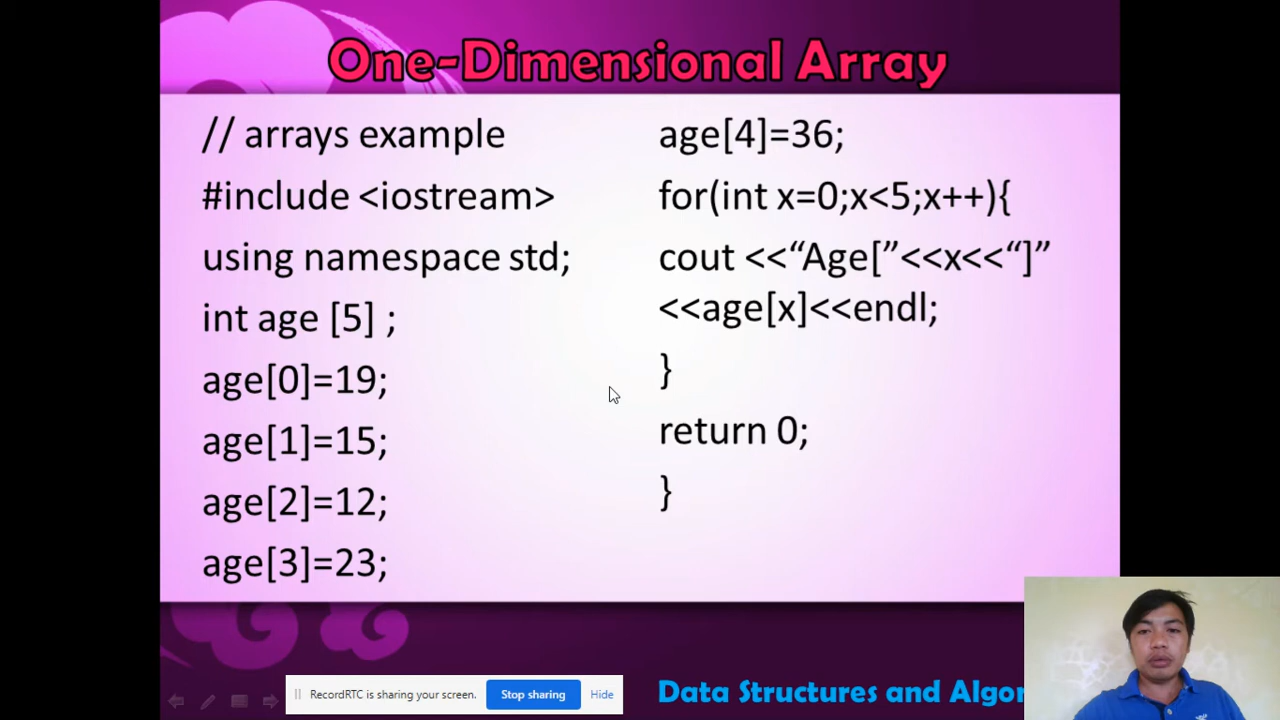 One-Dimensional Array
// arrays example
#include <iostream>
using namespace std;
int age [5] ;
age[0]=19;
age[1]=15;
age[2]=12;
age[3]=23;
age[4]=36;
for(int x=0;x<5;x++){
cout <<“Age[”<<x<<“]”
<<age[x]<<endl;
}
return 0;
}
RecordRTC is sharing your screen.
Stop sharing
Hide
Data Structures and Algor